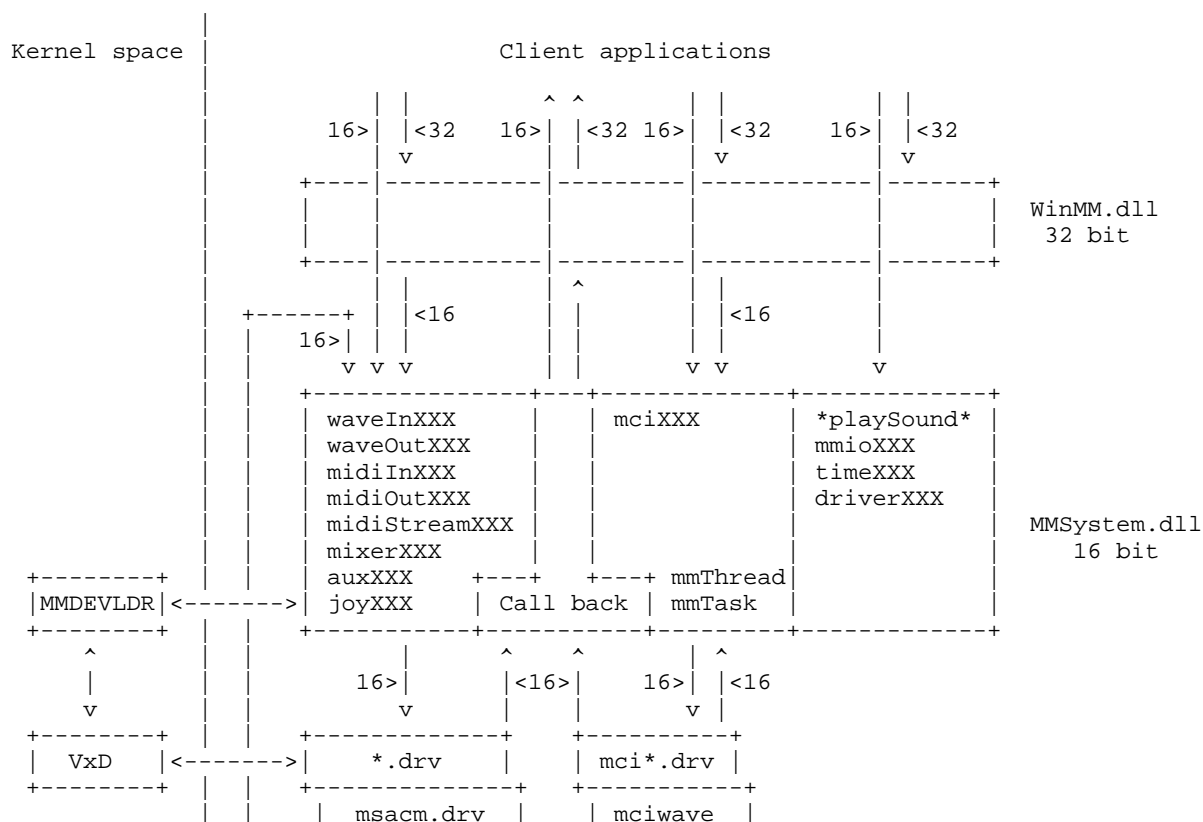 Kernel space | Client applications
16>| |<32 16>| |<32 16>| |<32 16>| |<32
WinMM.dll
32 bit
|<16 |<16
16>|
waveInXXX | | mciXXX | *playSound*
waveOutXXX | mmioXXX
midiInXXX | timeXXX
midiOutXXX | driverXXX
midiStreamXXX | MMSystem.dll
mixerXXX | 16 bit
auxXXX | mmThread|
|MMDEVLDR|<------->| joyXXX | Call back | mmTask |
16>| |<16>| 16>| |<16
| VxD |<------->| *.drv | | mci*.drv |
| msacm.drv | | mciwave |